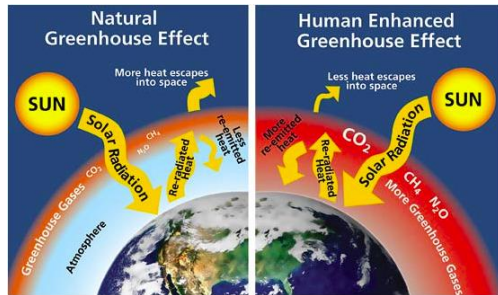 Natural
Greenhouse Effect
More heat escapes
into space
SUN
Solar Radiation
CH4
N2O
CO2
Greenhouse Gases
Less
re-emitted
heat
Re-radiated
Heat
Atmosphere
Human Enhanced
Greenhouse Effect
Less heat escapes
into space
SUN
Solar Radiation
More
re-emitted
heat
Re-radiated
Heat
CO2
CH4 N2O
More Greenhouse Gases